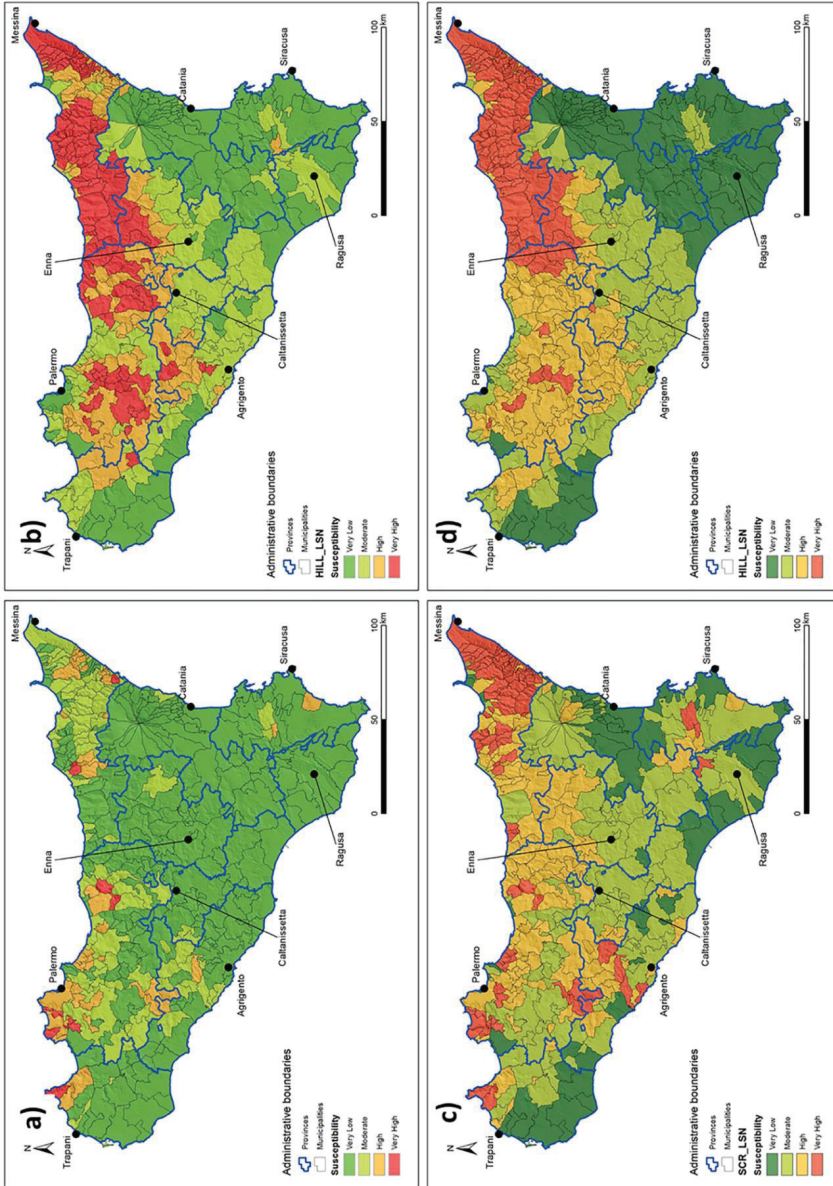 a)
N
Trapani
Palermo
Messina
Enna
Catania
Caltanissetta
Agrigento
Siracusa
Ragusa
Administrative boundaries
Provinces
Municipalities
HILL_LSN
Susceptibility
Very Low
Moderate
High
Very High
0 50 100
km
b)
N
Trapani
Palermo
Messina
Enna
Catania
Caltanissetta
Agrigento
Siracusa
Ragusa
Administrative boundaries
Provinces
Municipalities
HILL_LSN
Susceptibility
Very Low
Moderate
High
Very High
0 50 100
km
c)
N
Trapani
Palermo
Messina
Enna
Catania
Caltanissetta
Agrigento
Siracusa
Ragusa
Administrative boundaries
Provinces
Municipalities
SCR_LSN
Susceptibility
Very Low
Moderate
High
Very High
0 50 100
km
d)
N
Trapani
Palermo
Messina
Enna
Catania
Caltanissetta
Agrigento
Siracusa
Ragusa
Administrative boundaries
Provinces
Municipalities
HILL_LSN
Susceptibility
Very Low
Moderate
High
Very High
0 50 100
km